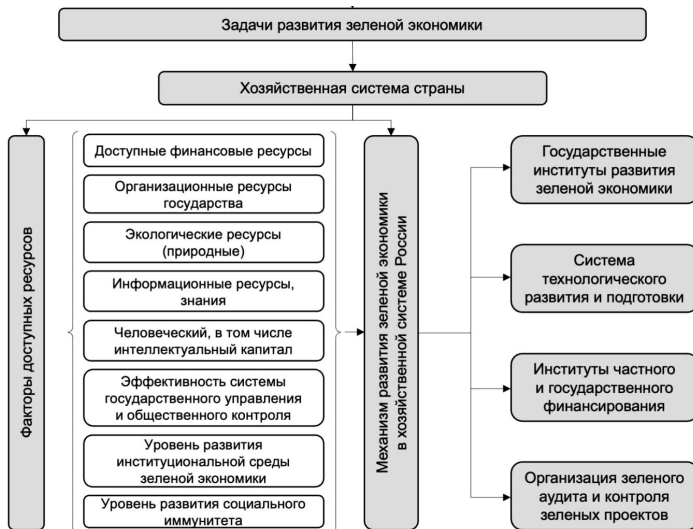 Задачи развития зеленой экономики
Хозяйственная система страны
Факторы доступных ресурсов
Доступные финансовые ресурсы
Организационные ресурсы
государства
Экологические ресурсы
(природные)
Информационные ресурсы,
знания
Человеческий, в том числе
интеллектуальный капитал
Эффективность системы
государственного управления
и общественного контроля
Уровень развития
институциональной среды
зеленой экономики
Уровень развития социального
иммунитета
Механизм развития зеленой экономики
в хозяйственной системе России
Государственные
институты развития
зеленой экономики
Система
технологического
развития и подготовки
Институты частного
и государственного
финансирования
Организация зеленого
аудита и контроля
зеленых проектов